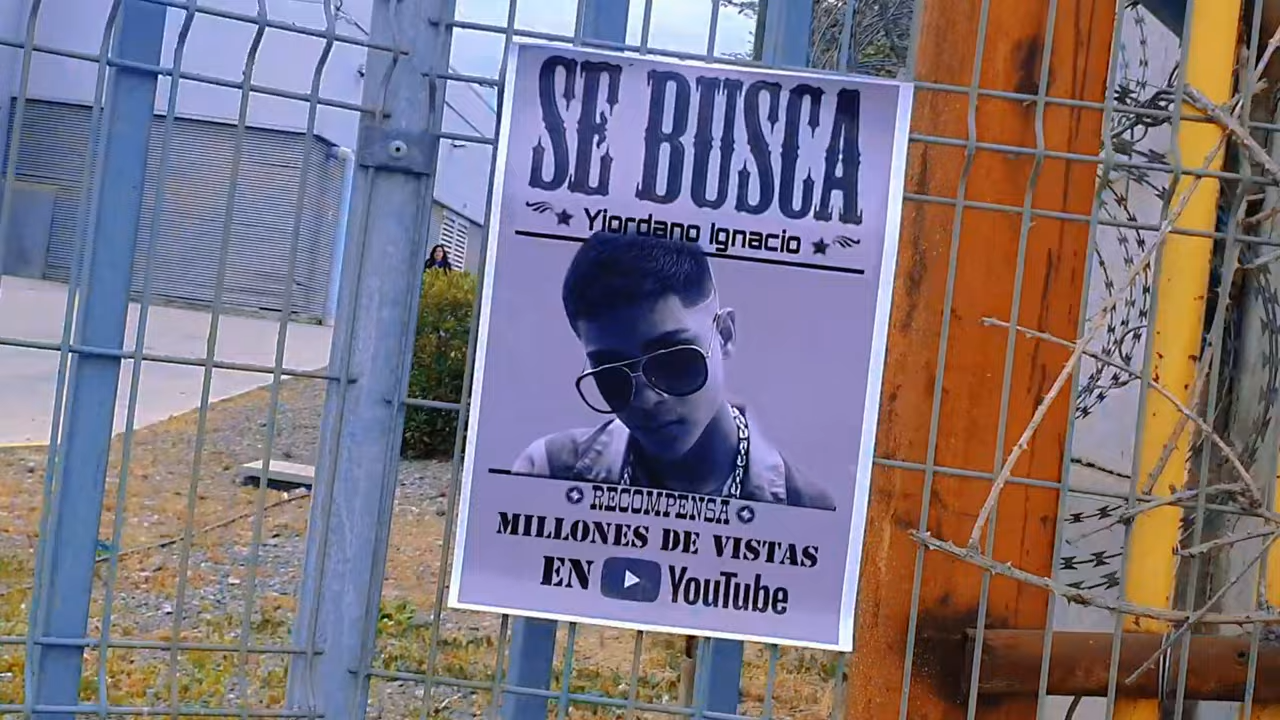 SE BUSCA
Yiordano Ignacio
RECOMPENSA
MILLONES DE VISTAS
EN YouTube